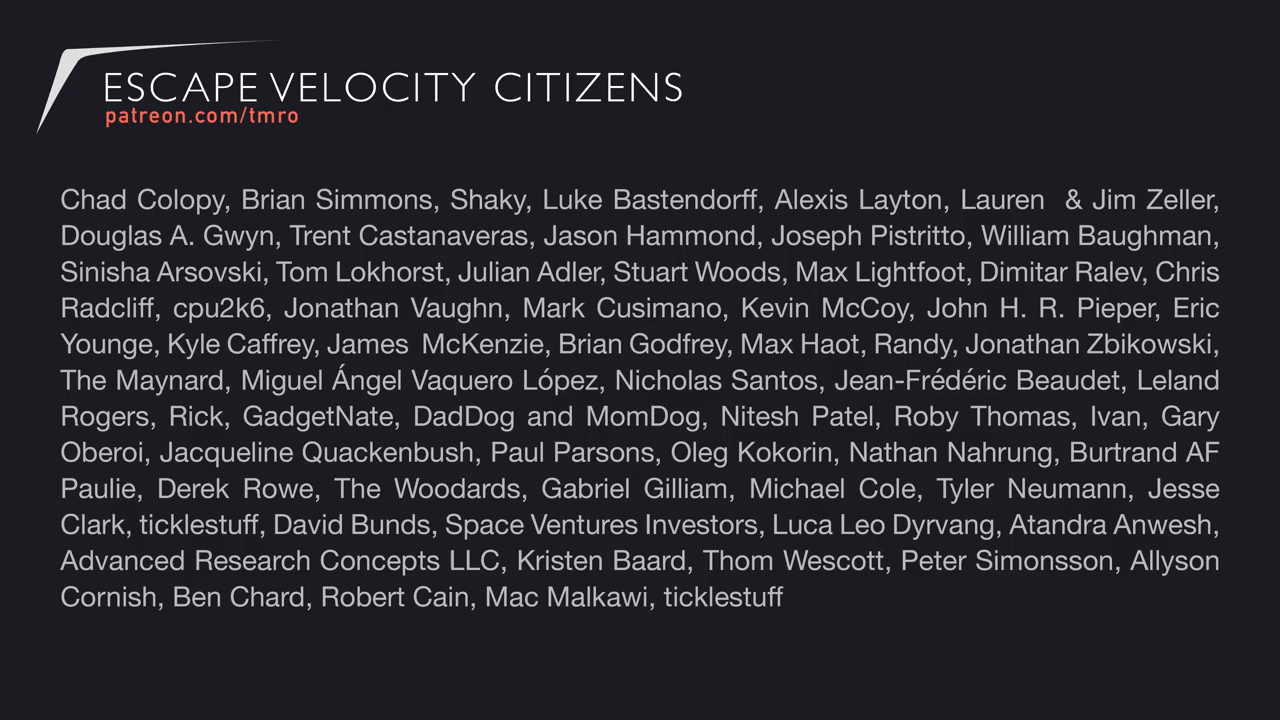 ESCAPE VELOCITY CITIZENS
patreon.com/tmro
Chad Colopy, Brian Simmons, Shaky, Luke Bastendorff, Alexis Layton, Lauren & Jim Zeller,
Douglas A. Gwyn, Trent Castanaveras, Jason Hammond, Joseph Pistritto, William Baughman,
Sinisha Arsovski, Tom Lokhorst, Julian Adler, Stuart Woods, Max Lightfoot, Dimitar Ralev, Chris
Radcliff, cpu2k6, Jonathan Vaughn, Mark Cusimano, Kevin McCoy, John H. R. Pieper, Eric
Younge, Kyle Caffrey, James McKenzie, Brian Godfrey, Max Haot, Randy, Jonathan Zbikowski,
The Maynard, Miguel Ángel Vaquero López, Nicholas Santos, Jean-Frédéric Beaudet, Leland
Rogers, Rick, GadgetNate, DadDog and MomDog, Nitesh Patel, Roby Thomas, Ivan, Gary
Oberoi, Jacqueline Quackenbush, Paul Parsons, Oleg Kokorin, Nathan Nahrung, Burtrand AF
Paulie, Derek Rowe, The Woodards, Gabriel Gilliam, Michael Cole, Tyler Neumann, Jesse
Clark, ticklestuff, David Bunds, Space Ventures Investors, Luca Leo Dyrvang, Atandra Anwesh,
Advanced Research Concepts LLC, Kristen Baard, Thom Wescott, Peter Simonsson, Allyson
Cornish, Ben Chard, Robert Cain, Mac Malkawi, ticklestuff